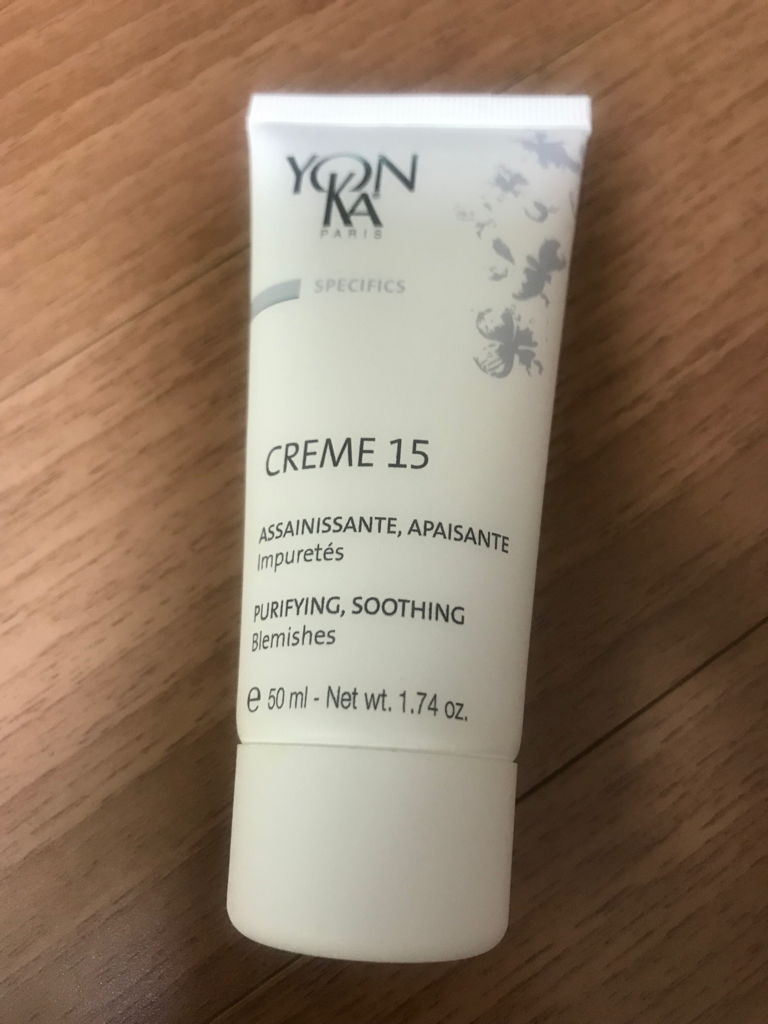 YON
KA
PARIS
SPECIFICS
CREME 15
ASSAINISSANTE, APAISANTE
Impuretés
PURIFYING, SOOTHING
Blemishes
e 50 ml - Net wt. 1.74 oz.